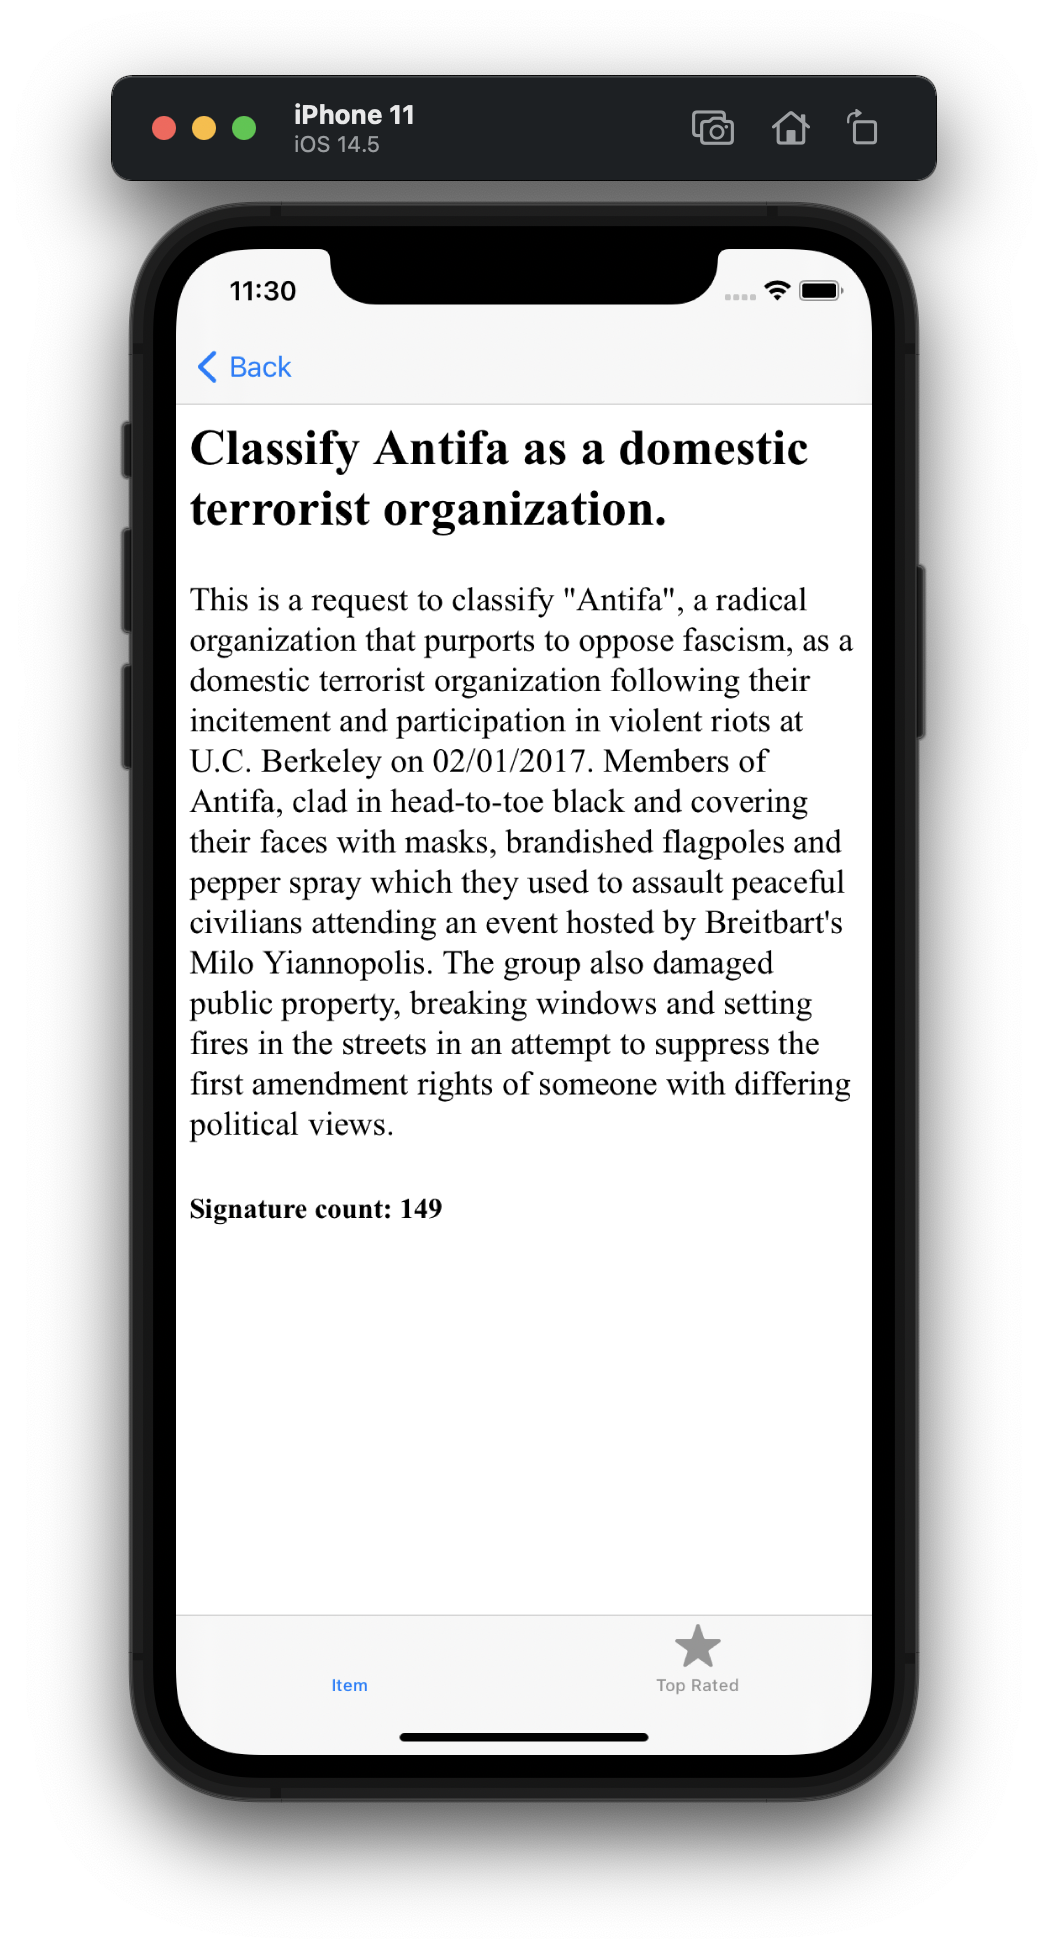 iPhone 11
iOS 14.5
11:30
Back
Classify Antifa as a domestic
terrorist organization.
This is a request to classify "Antifa", a radical
organization that purports to oppose fascism, as a
domestic terrorist organization following their
incitement and participation in violent riots at
U.C. Berkeley on 02/01/2017. Members of
Antifa, clad in head-to-toe black and covering
their faces with masks, brandished flagpoles and
pepper spray which they used to assault peaceful
civilians attending an event hosted by Breitbart's
Milo Yiannopolis. The group also damaged
public property, breaking windows and setting
fires in the streets in an attempt to suppress the
first amendment rights of someone with differing
political views.
Signature count: 149
Item
Top Rated